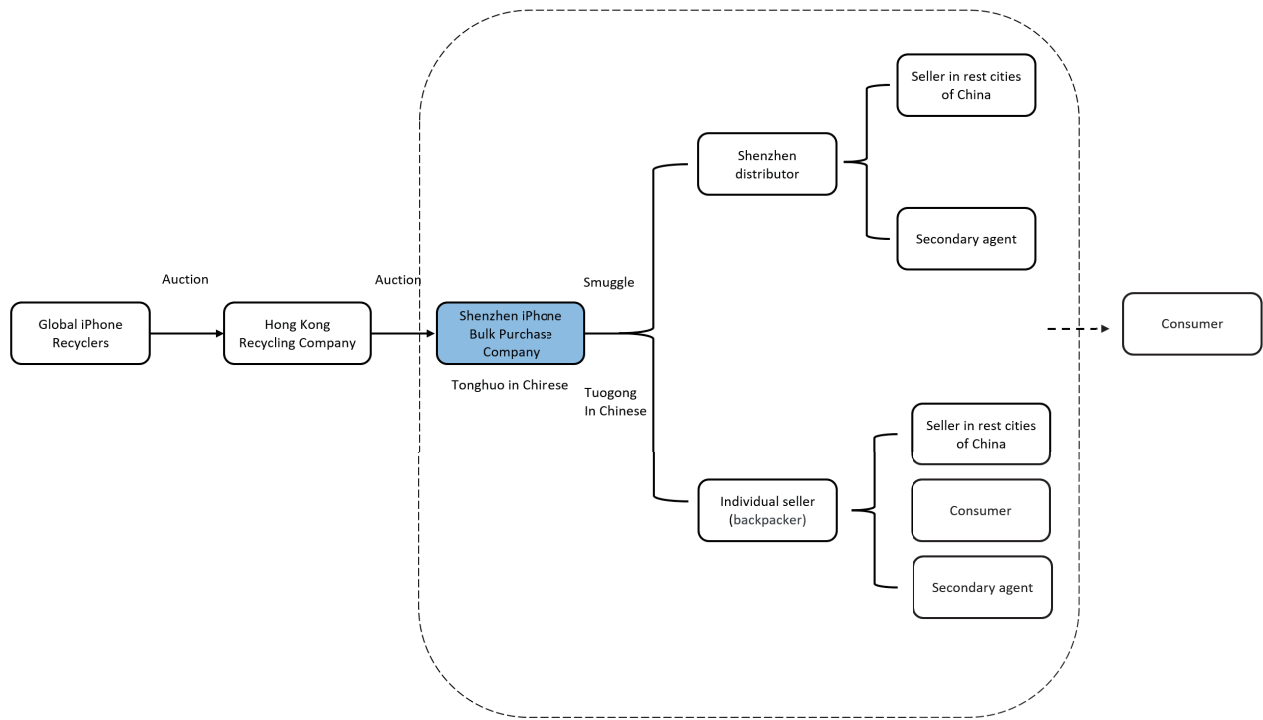 Seller in rest cities
of China
Shenzhen
distributor
Secondary agent
Auction
Auction
Smuggle
Global iPhone
Recyclers
Hong Kong
Recycling Company
Shenzhen iPhone
Bulk Purchase
Company
Consumer
Tonghuo in Chirese
Tuogong
In Chinese
Seller in rest cities
of China
Individual seller
(backpacker)
Consumer
Secondary agent